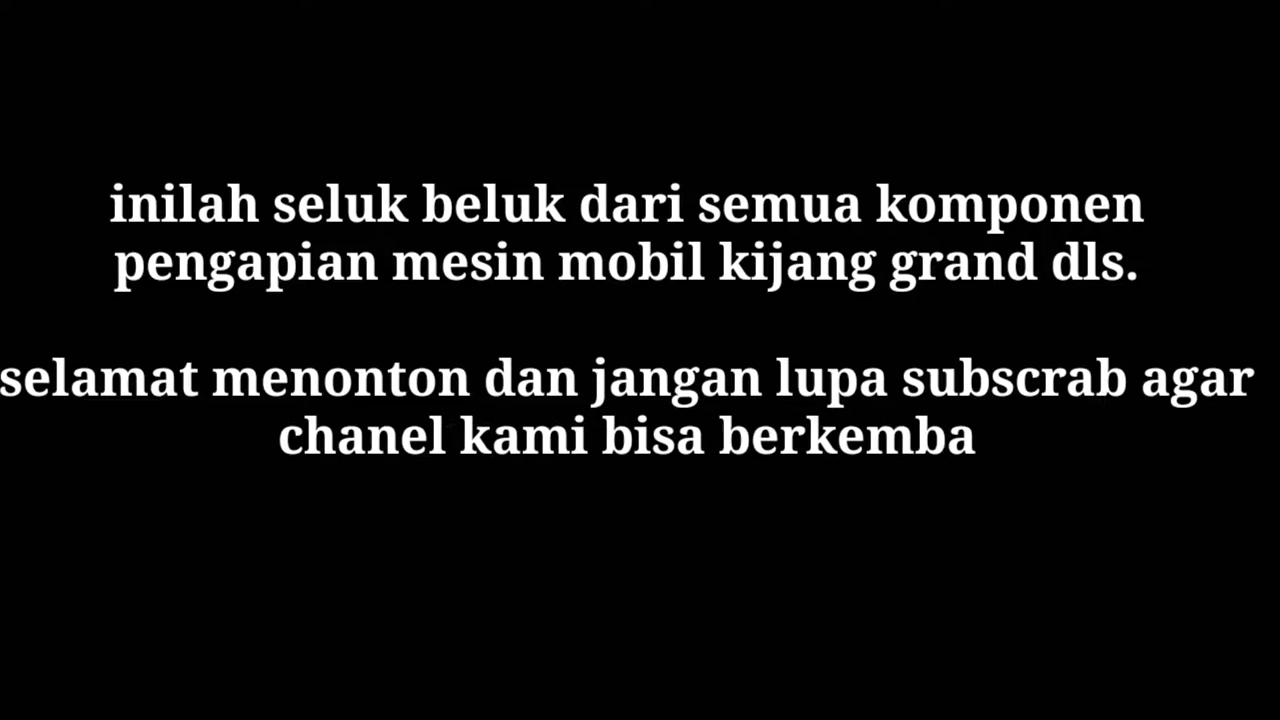 inilah seluk beluk dari semua komponen
pengapian mesin mobil kijang grand dls.
selamat menonton dan jangan lupa subscrab agar
chanel kami bisa berkemba